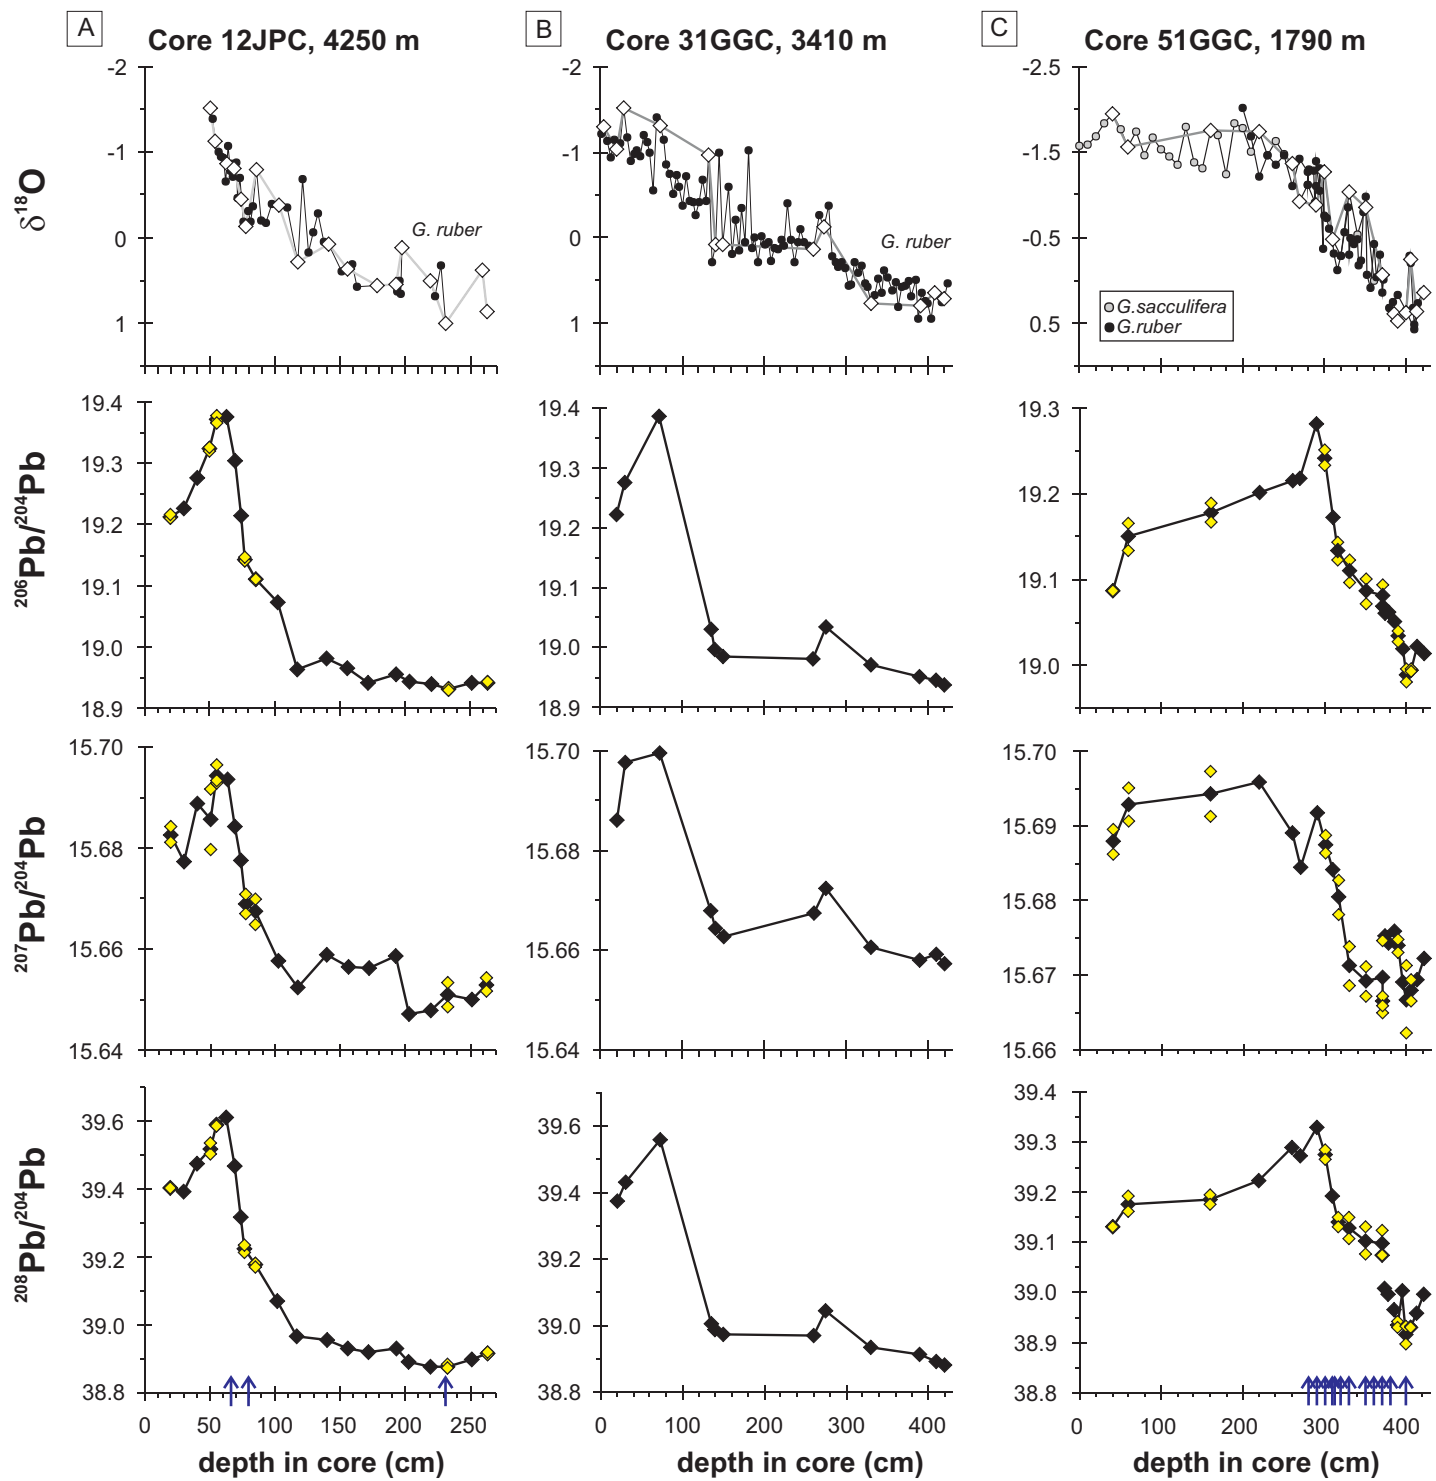 A
Core 12JPC, 4250 m
B
Core 31GGC, 3410 m
C
Core 51GGC, 1790 m
δ18O
-2
-1
0
1
G. ruber
-2
-1
0
1
G. ruber
-2.5
-1.5
-0.5
0.5
G.sacculifera
G.ruber
206Pb/204Pb
19.4
19.3
19.2
19.1
19.0
18.9
19.4
19.3
19.2
19.1
19.0
18.9
19.3
19.2
19.1
19.0
207Pb/204Pb
15.70
15.68
15.66
15.64
15.70
15.68
15.66
15.64
15.70
15.69
15.68
15.67
15.66
208Pb/204Pb
39.6
39.4
39.2
39.0
38.8
39.6
39.4
39.2
39.0
38.8
39.4
39.3
39.2
39.1
39.0
38.9
38.8
0 50 100 150 200 250
0 100 200 300 400
0 100 200 300 400
depth in core (cm)
depth in core (cm)
depth in core (cm)